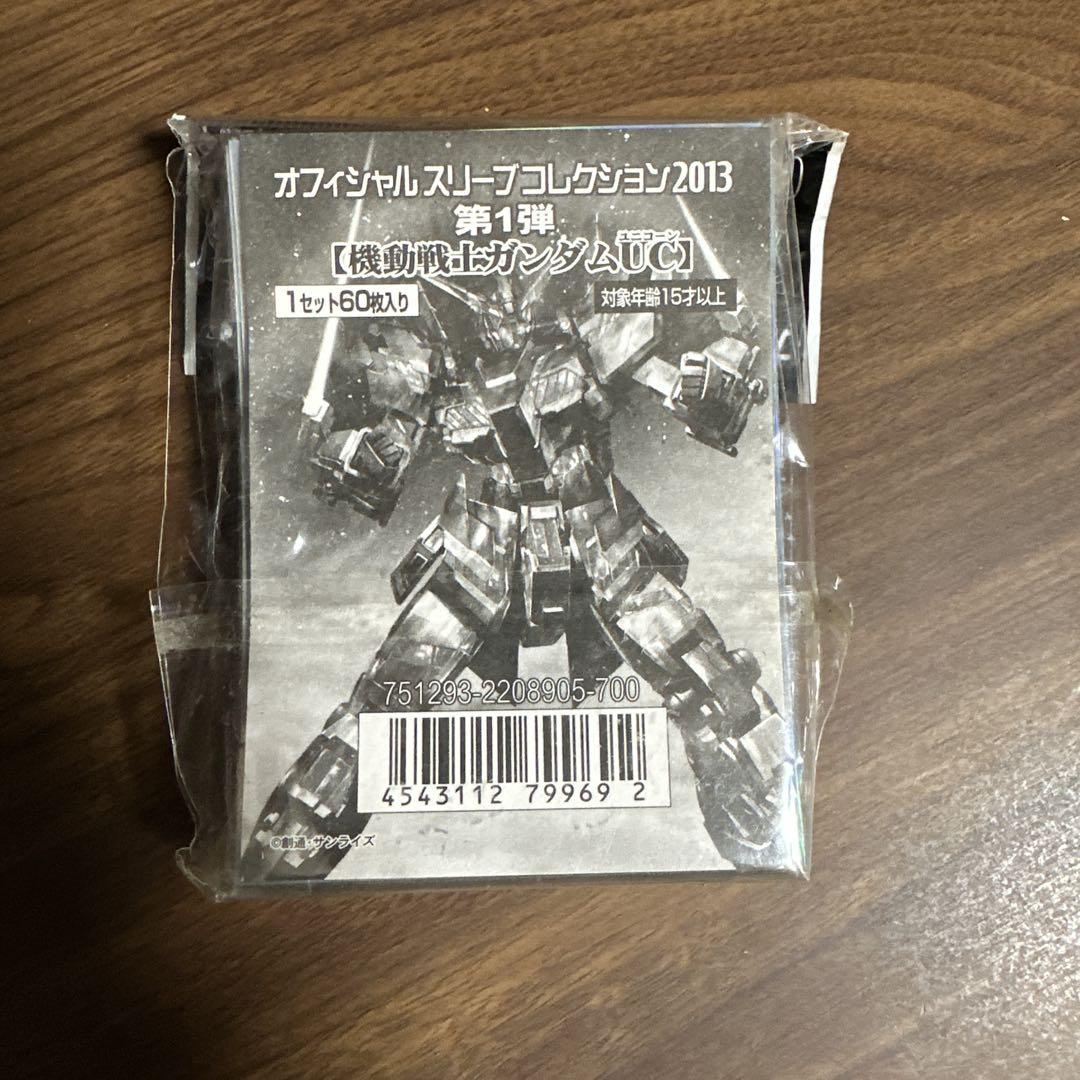 オフィシャルスリーブコレクション2013
第1弾
ユニコーン
【機動戦士ガンダムUC】
1セット60枚入り
対象年齢15才以上
751293-2208905-700
4543112 799692
©創通・サンライズ